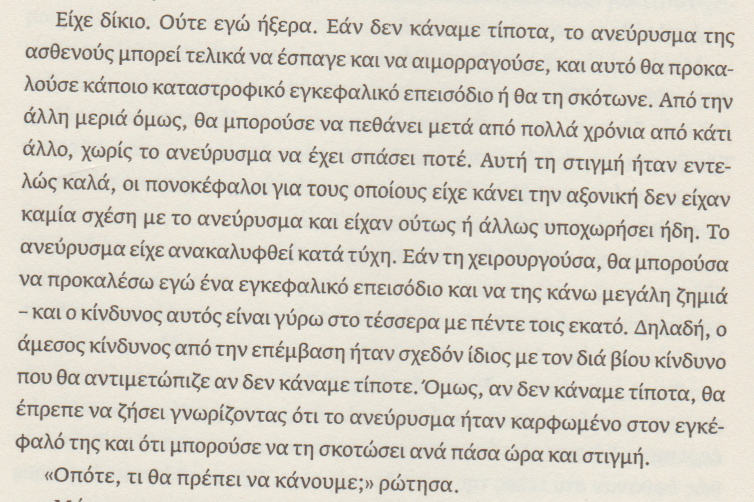 Είχε δίκιο. Ούτε εγώ ήξερα. Εάν δεν κάναμε τίποτα, το ανεύρυσμα της
ασθενούς μπορεί τελικά να έσπαγε και να αιμορραγούσε, και αυτό θα προκα-
λούσε κάποιο καταστροφικό εγκεφαλικό επεισόδιο ή θα τη σκότωνε. Από την
άλλη μεριά όμως, θα μπορούσε να πεθάνει μετά από πολλά χρόνια από κάτι
άλλο, χωρίς το ανεύρυσμα να έχει σπάσει ποτέ. Αυτή τη στιγμή ήταν εντε-
λώς καλά, οι πονοκέφαλοι για τους οποίους είχε κάνει την αξονική δεν είχαν
καμία σχέση με το ανεύρυσμα και είχαν ούτως ή άλλως υποχωρήσει ήδη. Το
ανεύρυσμα είχε ανακαλυφθεί κατά τύχη. Εάν τη χειρουργούσα, θα μπορούσα
να προκαλέσω εγώ ένα εγκεφαλικό επεισόδιο και να της κάνω μεγάλη ζημιά
– και ο κίνδυνος αυτός είναι γύρω στο τέσσερα με πέντε τοις εκατό. Δηλαδή, ο
άμεσος κίνδυνος από την επέμβαση ήταν σχεδόν ίδιος με τον διά βίου κίνδυνο
που θα αντιμετώπιζε αν δεν κάναμε τίποτε. Όμως, αν δεν κάναμε τίποτα, θα
έπρεπε να ζήσει γνωρίζοντας ότι το ανεύρυσμα ήταν καρφωμένο στον εγκέ-
φαλό της και ότι μπορούσε να τη σκοτώσει ανά πάσα ώρα και στιγμή.
«Οπότε, τι θα πρέπει να κάνουμε;» ρώτησα.